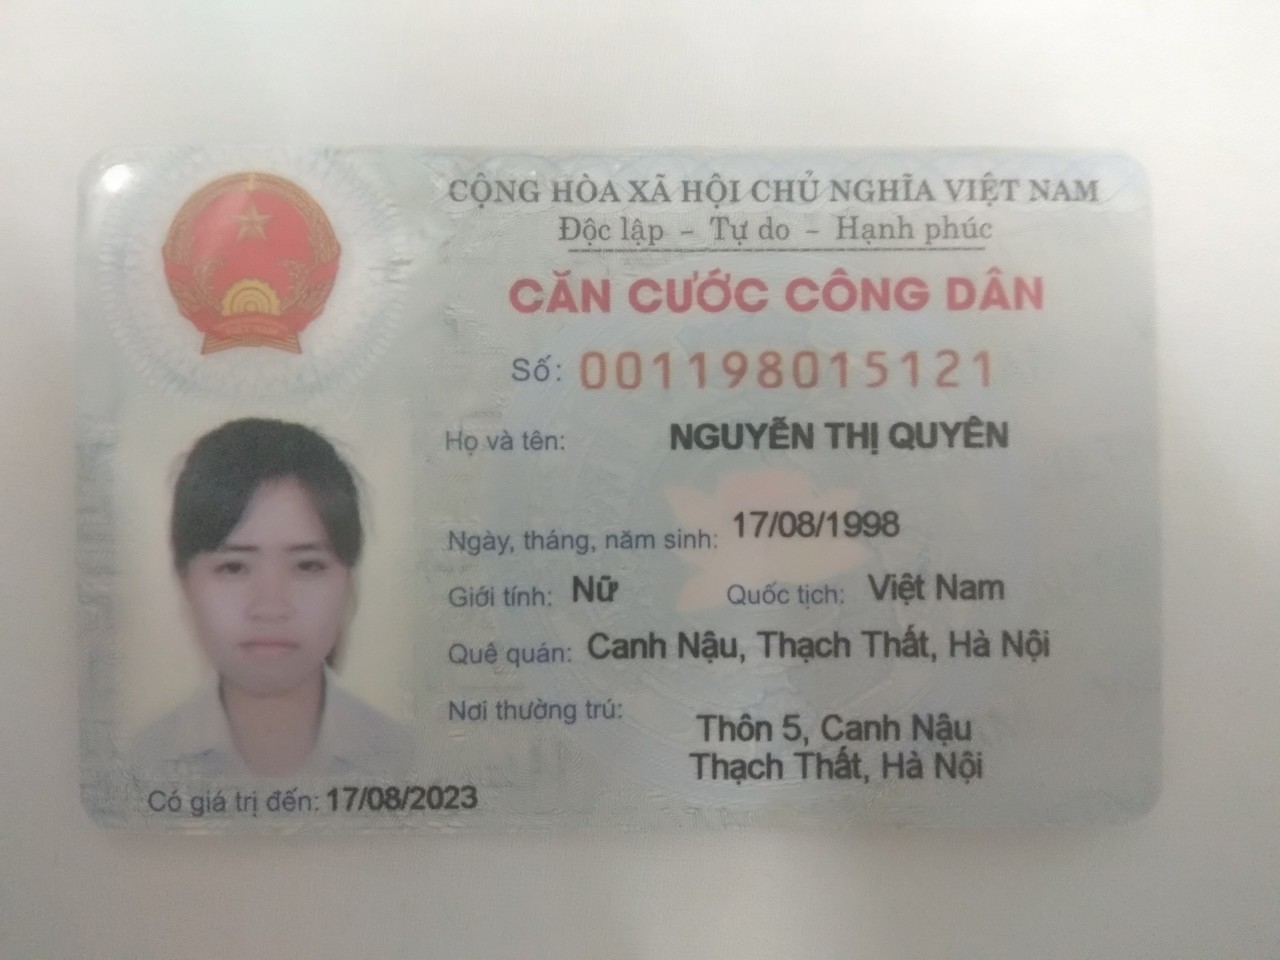 CỘNG HÒA XÃ HỘI CHỦ NGHĨA VIỆT NAM
Độc lập - Tự do - Hạnh phúc
CĂN CƯỚC CÔNG DÂN
Số: 001198015121
Họ và tên: NGUYỄN THỊ QUYÊN
Ngày, tháng, năm sinh: 17/08/1998
Giới tính: Nữ Quốc tịch: Việt Nam
Quê quán: Canh Nậu, Thạch Thất, Hà Nội
Nơi thường trú: Thôn 5, Canh Nậu
Thạch Thất, Hà Nội
Có giá trị đến: 17/08/2023